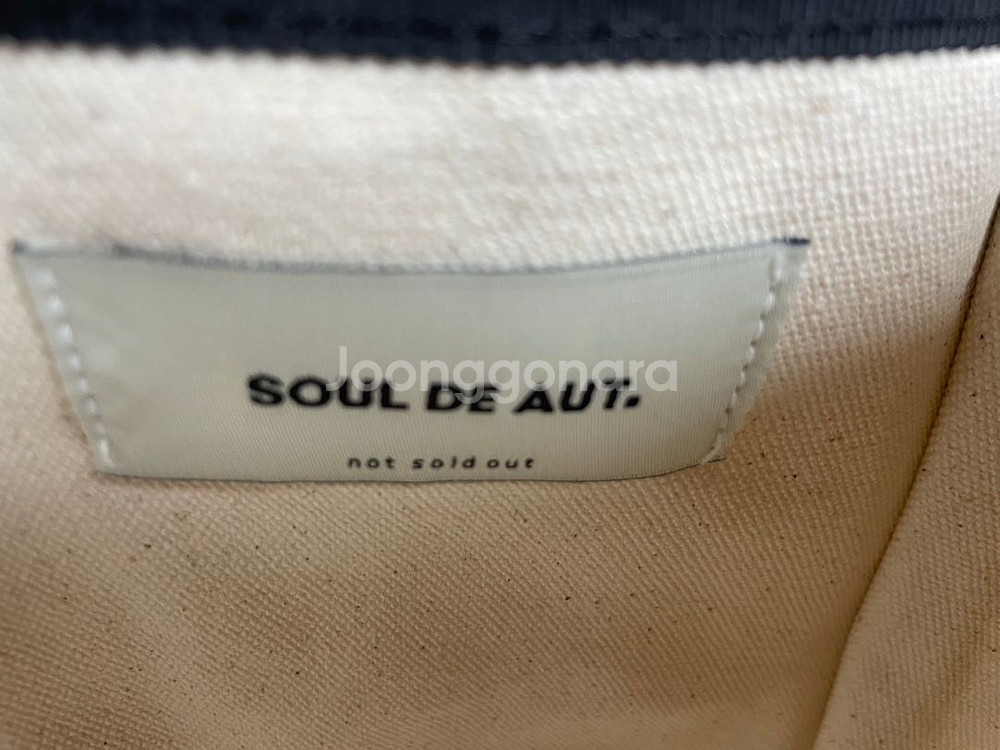 Joonggonara
SOUL DE AUT.
not sold out